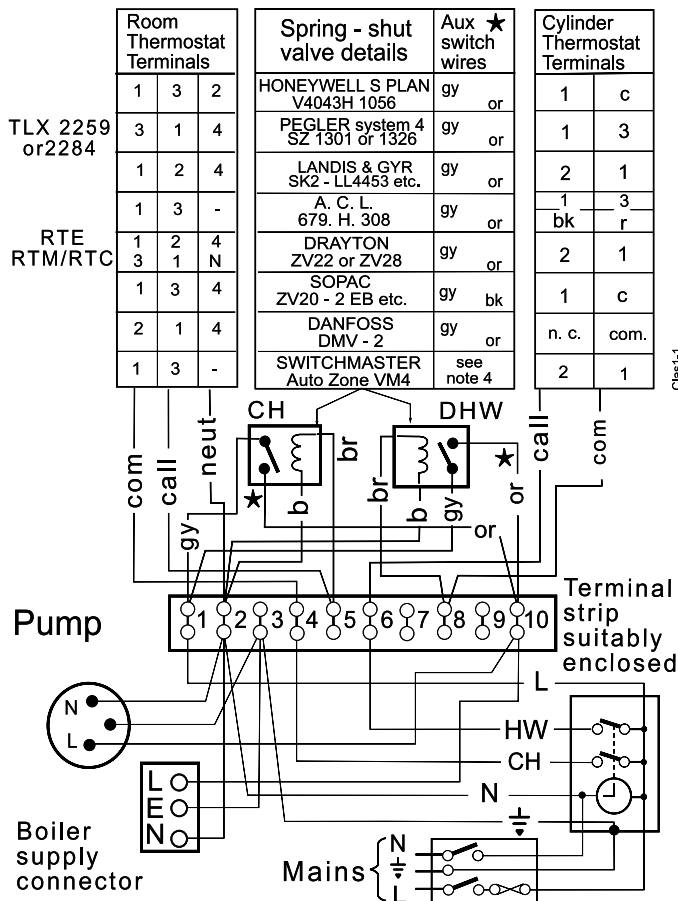 Room Thermostat Terminals
Spring - shut valve details
Aux ★ switch wires
Cylinder Thermostat Terminals
1 3 2
HONEYWELL S PLAN
V4043H 1056
gy or
1 c
TLX 2259 or2284
3 1 4
PEGLER system 4
SZ 1301 or 1326
gy or
1 3
1 2 4
LANDIS & GYR
SK2 - LL4453 etc.
gy or
2 1
1 3 -
A. C. L.
679. H. 308
gy or
1 3
bk r
RTE
RTM/RTC
1 2 4
3 1 N
DRAYTON
ZV22 or ZV28
gy or
2 1
1 3 4
SOPAC
ZV20 - 2 EB etc.
gy bk
1 c
2 1 4
DANFOSS
DMV - 2
gy or
n. c. com.
1 3 -
SWITCHMASTER
Auto Zone VM4
see note 4
2 1
Clas1-1
CH
DHW
com
call
neut
gy
★
b
br
br
b
gy
★
or
or
call
com
1 2 3 4 5 6 7 8 9 10
Terminal strip suitably enclosed
Pump
N
L
L
HW
CH
N
L
E
N
Boiler supply connector
Mains
N
L